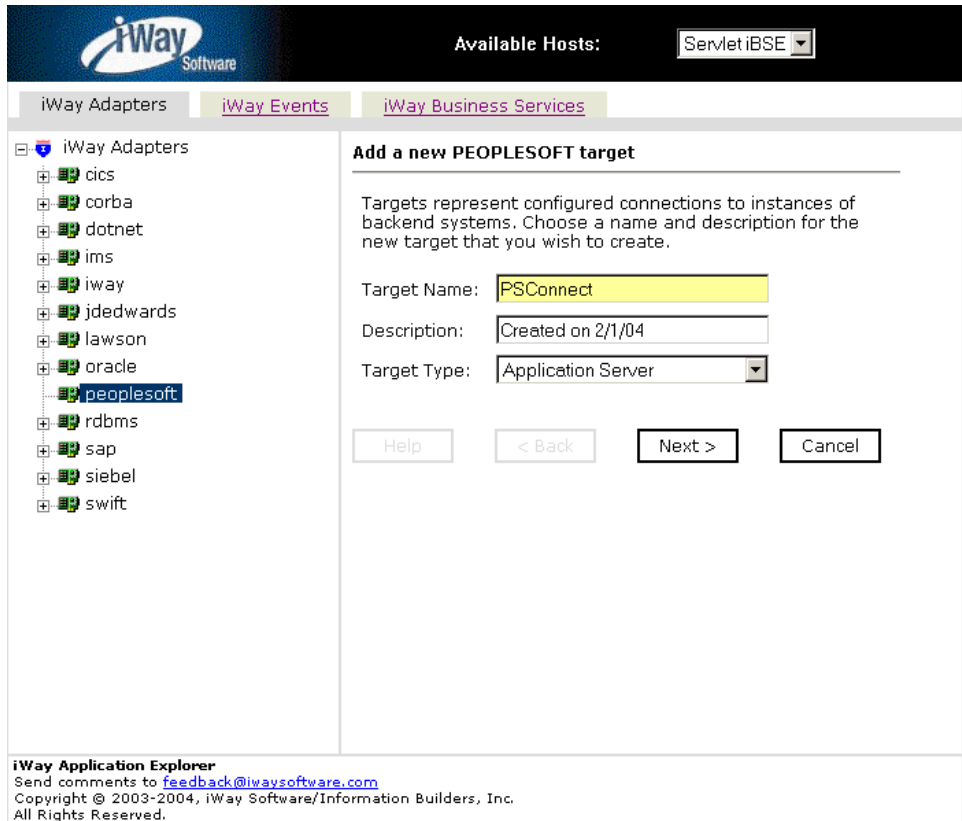 iWay
Software
Available Hosts:
Servlet iBSE
iWay Adapters
iWay Events
iWay Business Services
iWay Adapters
cics
corba
dotnet
ims
iway
jdedwards
lawson
oracle
peoplesoft
rdbms
sap
siebel
swift
Add a new PEOPLESOFT target
Targets represent configured connections to instances of
backend systems. Choose a name and description for the
new target that you wish to create.
Target Name: PSConnect
Description: Created on 2/1/04
Target Type: Application Server
Help
< Back
Next >
Cancel
iWay Application Explorer
Send comments to feedback@iwaysoftware.com
Copyright © 2003-2004, iWay Software/Information Builders, Inc.
All Rights Reserved.